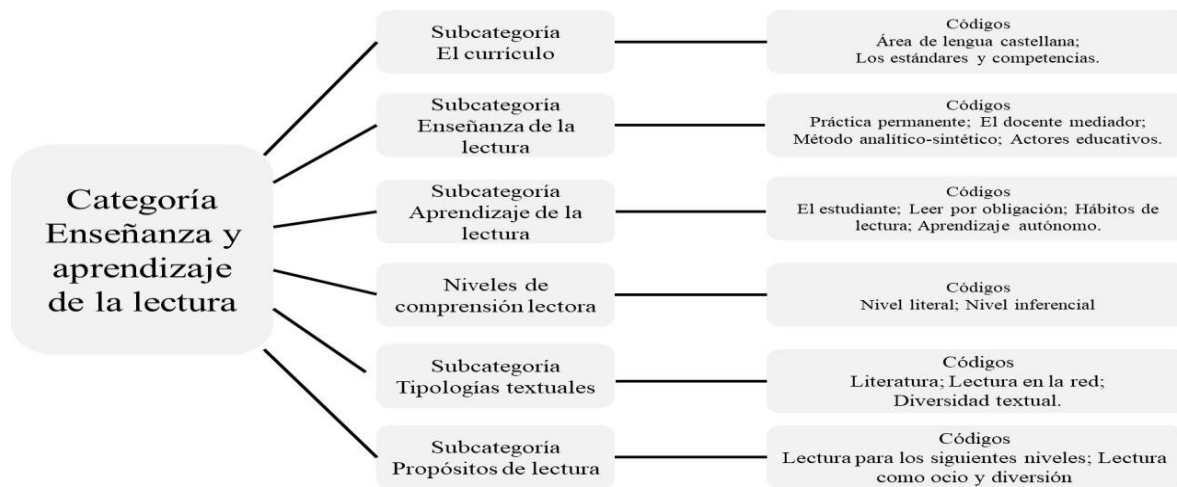 Categoría
Enseñanza y
aprendizaje
de la lectura
Subcategoría
El currículo
Códigos
Área de lengua castellana;
Los estándares y competencias.
Subcategoría
Enseñanza de la
lectura
Códigos
Práctica permanente; El docente mediador;
Método analítico-sintético; Actores educativos.
Subcategoría
Aprendizaje de la
lectura
Códigos
El estudiante; Leer por obligación; Hábitos de
lectura; Aprendizaje autónomo.
Niveles de
comprensión lectora
Códigos
Nivel literal; Nivel inferencial
Subcategoría
Tipologías textuales
Códigos
Literatura; Lectura en la red;
Diversidad textual.
Subcategoría
Propósitos de lectura
Códigos
Lectura para los siguientes niveles; Lectura
como ocio y diversión